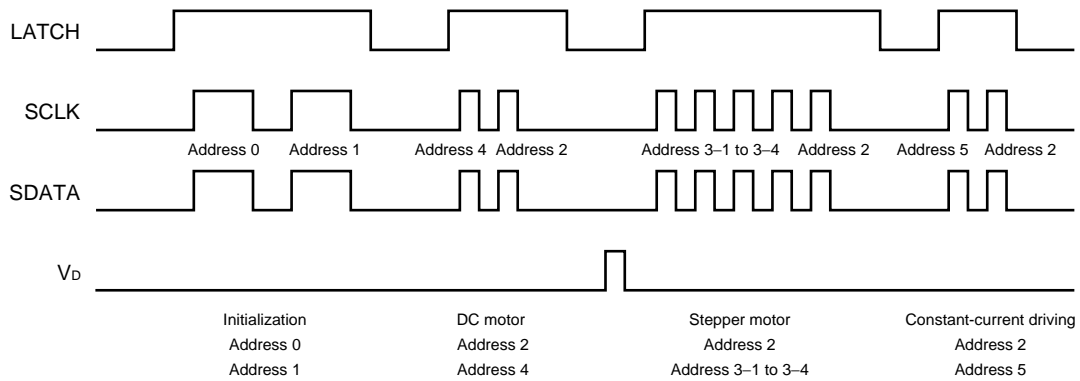 LATCH
SCLK
Address 0 Address 1 Address 4 Address 2 Address 3–1 to 3–4 Address 2 Address 5 Address 2
SDATA
VD
Initialization DC motor Stepper motor Constant-current driving
Address 0 Address 2 Address 2 Address 2
Address 1 Address 4 Address 3–1 to 3–4 Address 5